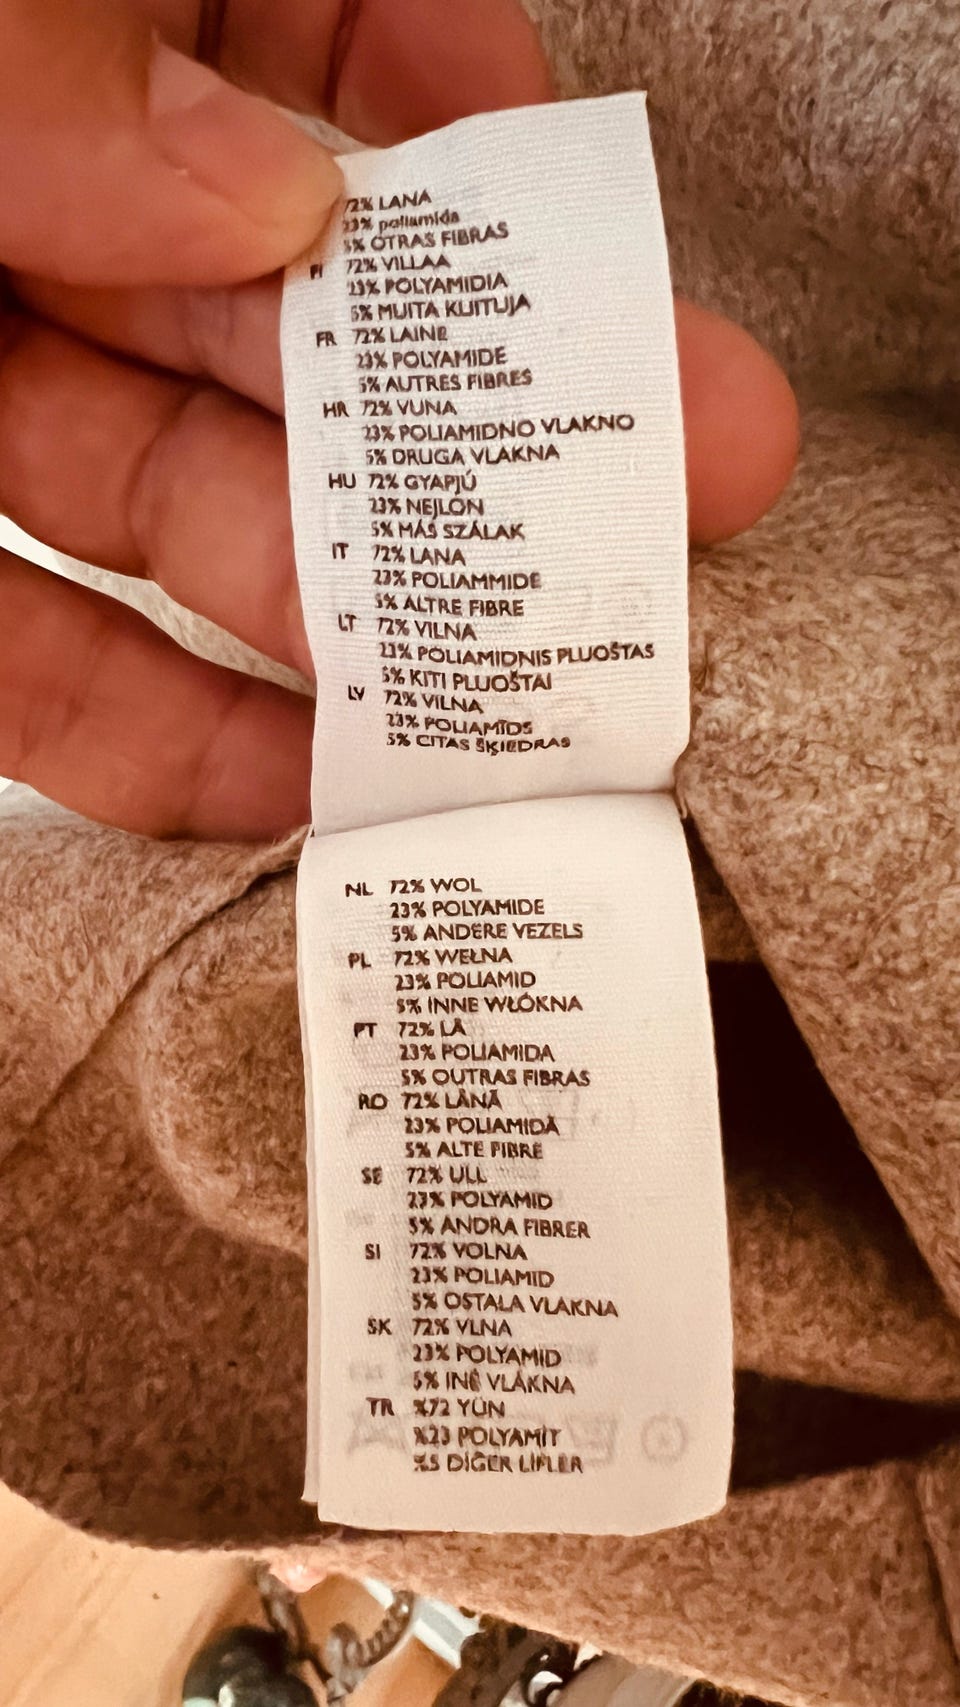 72% LANA
23% poliamida
5% OTRAS FIBRAS
FI 72% VILLAA
23% POLYAMIDIA
5% MUITA KUITUJA
FR 72% LAINE
23% POLYAMIDE
5% AUTRES FIBRES
HR 72% VUNA
23% POLIAMIDNO VLAKNO
5% DRUGA VLAKNA
HU 72% GYAPJÚ
23% NEJLON
5% MÁS SZÁLAK
IT 72% LANA
23% POLIAMMIDE
5% ALTRE FIBRE
LT 72% VILNA
23% POLIAMIDNIS PLUOŠTAS
5% KITI PLUOŠTAI
LV 72% VILNA
23% POLIAMĪDS
5% CITAS ŠĶIEDRAS
NL 72% WOL
23% POLYAMIDE
5% ANDERE VEZELS
PL 72% WEŁNA
23% POLIAMID
5% INNE WŁÓKNA
PT 72% LÃ
23% POLIAMIDA
5% OUTRAS FIBRAS
RO 72% LÂNĂ
23% POLIAMIDĂ
5% ALTE FIBRE
SE 72% ULL
23% POLYAMID
5% ANDRA FIBRER
SI 72% VOLNA
23% POLIAMID
5% OSTALA VLAKNA
SK 72% VLNA
23% POLYAMID
5% INÉ VLÁKNA
TR %72 YÜN
%23 POLYAMİT
%5 DİĞER LİFLER